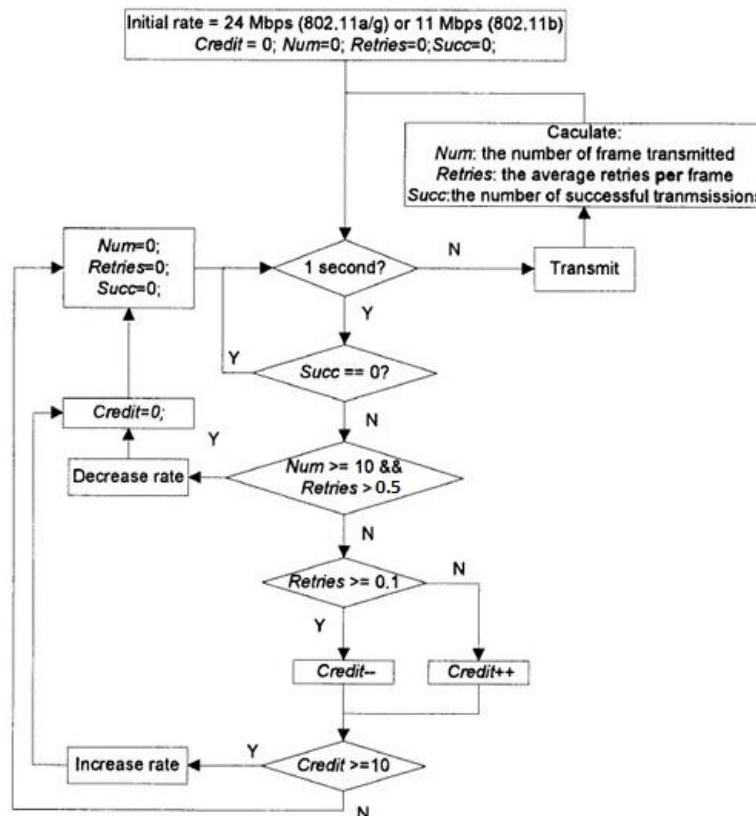 Initial rate = 24 Mbps (802.11a/g) or 11 Mbps (802.11b)
Credit = 0; Num=0; Retries=0;Succ=0;
Caculate:
Num: the number of frame transmitted
Retries: the average retries per frame
Succ:the number of successful tranmsissions
Num=0;
Retries=0;
Succ=0;
1 second?
N
Transmit
Y
Y
Succ == 0?
Credit=0;
N
Y
Decrease rate
Num >= 10 &&
Retries > 0.5
N
Retries >= 0.1
N
Y
Credit--
Credit++
Increase rate
Y
Credit >=10
N